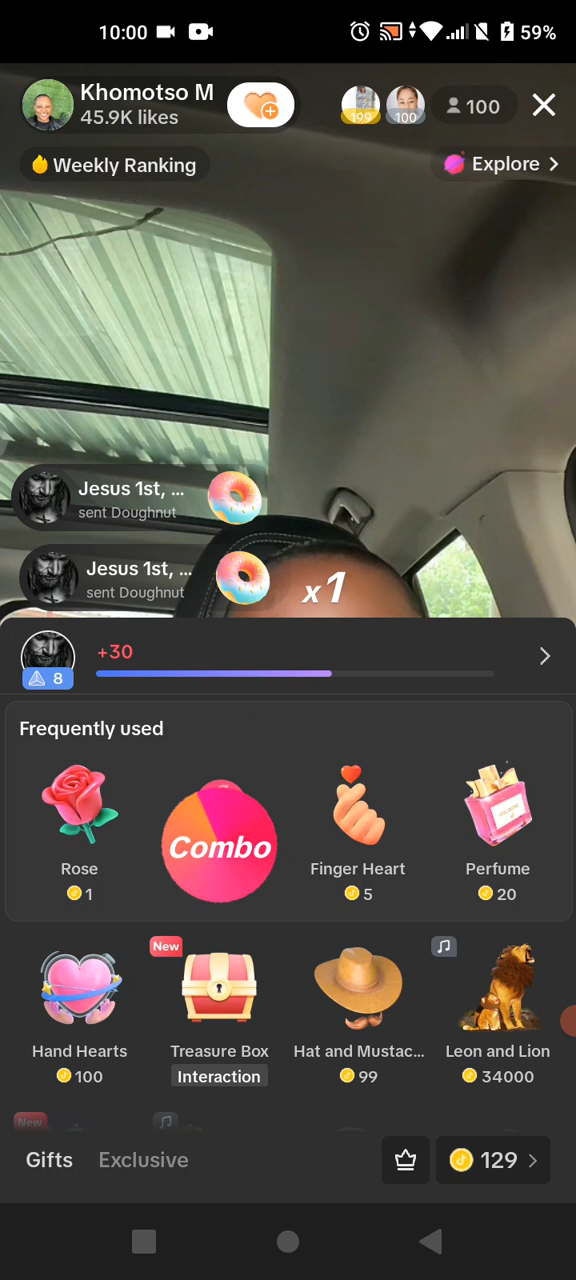 10:00
59%
Khomotso M
45.9K likes
199
100
100
Weekly Ranking
Explore
Jesus 1st, ...
sent Doughnut
Jesus 1st, ...
sent Doughnut
x1
8
+30
Frequently used
Rose
1
Combo
Finger Heart
5
Perfume
20
New
Hand Hearts
100
Treasure Box
Interaction
Hat and Mustac...
99
Leon and Lion
34000
New
Gifts
Exclusive
129